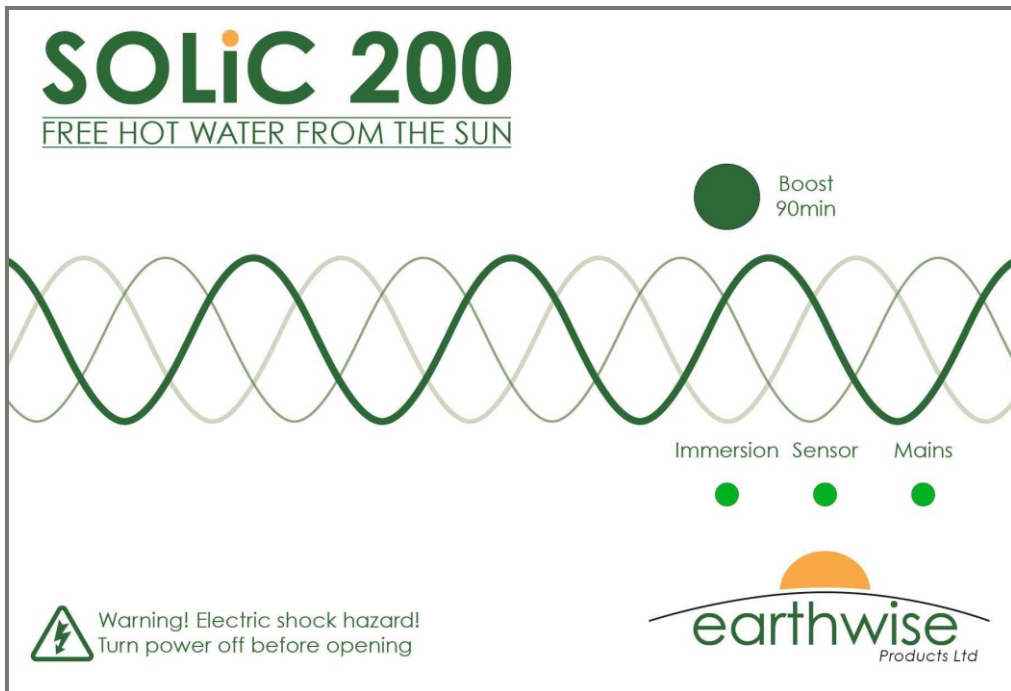 SOLiC 200
FREE HOT WATER FROM THE SUN
Boost
90min
Immersion Sensor Mains
Warning! Electric shock hazard!
Turn power off before opening
earthwise
Products Ltd